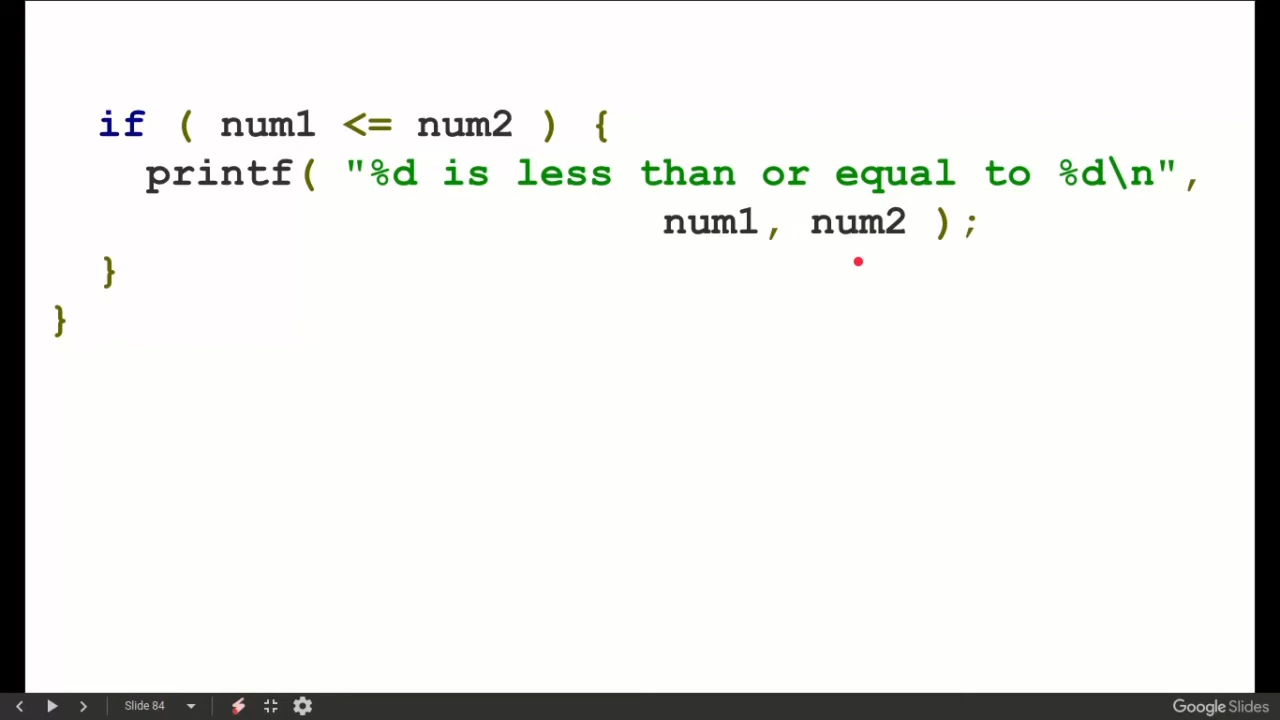 if ( num1 <= num2 ) {
printf( "%d is less than or equal to %d\n",
num1, num2 );
}
}
Slide 84
Google Slides